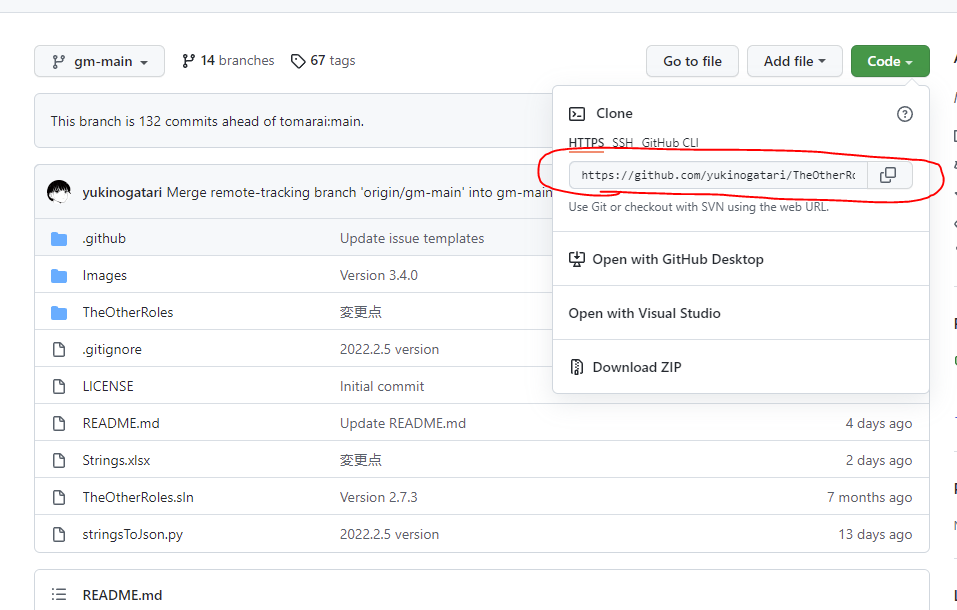 gm-main 14 branches 67 tags Go to file Add file Code
This branch is 132 commits ahead of tomarai:main.
Clone
HTTPS SSH GitHub CLI
https://github.com/yukinogatari/TheOtherRo
Use Git or checkout with SVN using the web URL.
Open with GitHub Desktop
Open with Visual Studio
Download ZIP
yukinogatari Merge remote-tracking branch 'origin/gm-main' into gm-main
.github Update issue templates
Images Version 3.4.0
TheOtherRoles 変更点
.gitignore 2022.2.5 version
LICENSE Initial commit
README.md Update README.md 4 days ago
Strings.xlsx 変更点 2 days ago
TheOtherRoles.sln Version 2.7.3 7 months ago
stringsToJson.py 2022.2.5 version 13 days ago
README.md